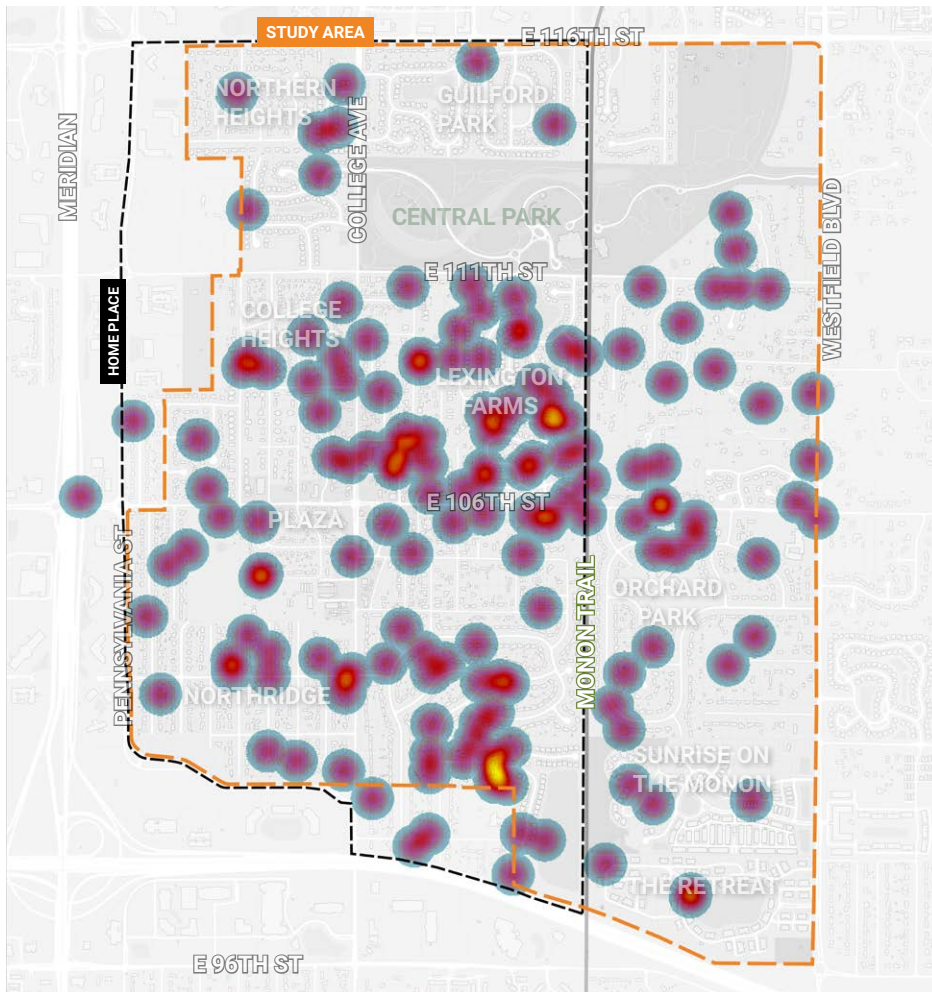 STUDY AREA
E 116TH ST
NORTHERN
HEIGHTS
GUILFORD
PARK
COLLEGE AVE
MERIDIAN
CENTRAL PARK
WESTFIELD BLVD
E 111TH ST
HOME PLACE
COLLEGE
HEIGHTS
LEXINGTON
FARMS
E 106TH ST
PLAZA
PENNSYLVANIA ST
ORCHARD
PARK
MONON TRAIL
NORTHRIDGE
SUNRISE ON
THE MONON
THE RETREAT
E 96TH ST